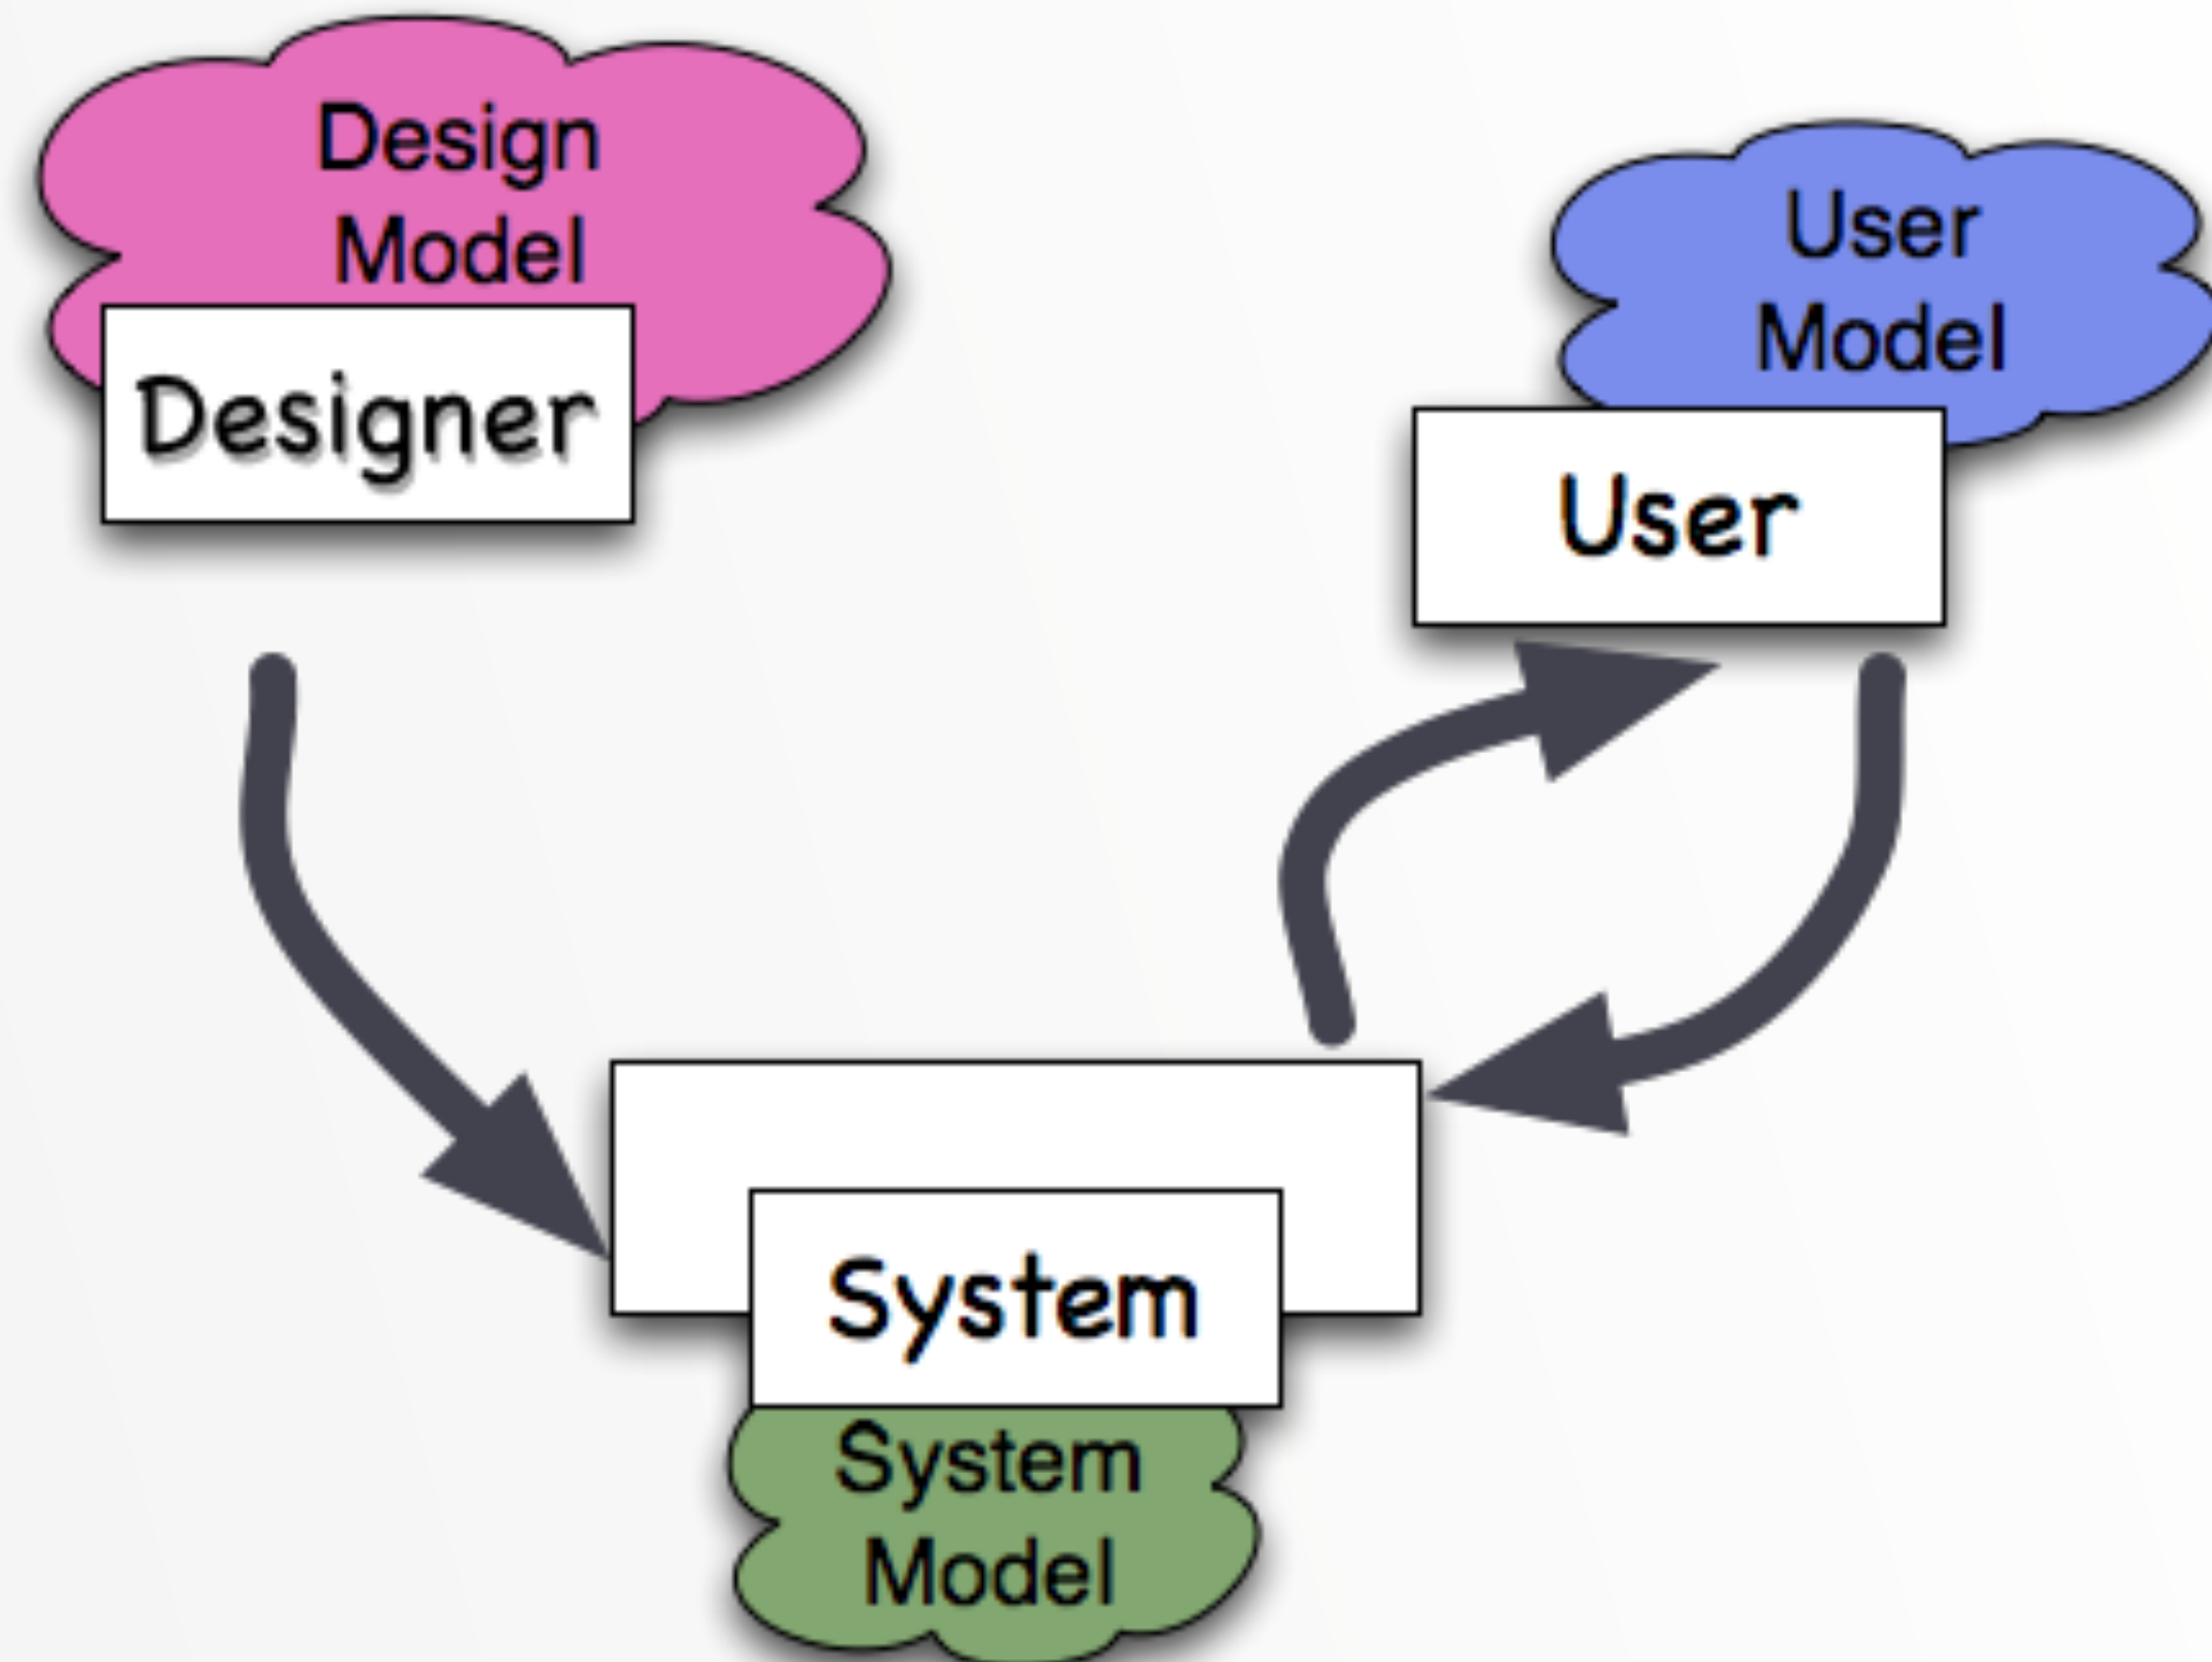 Design
Model
Designer
User
Model
User
System
System
Model